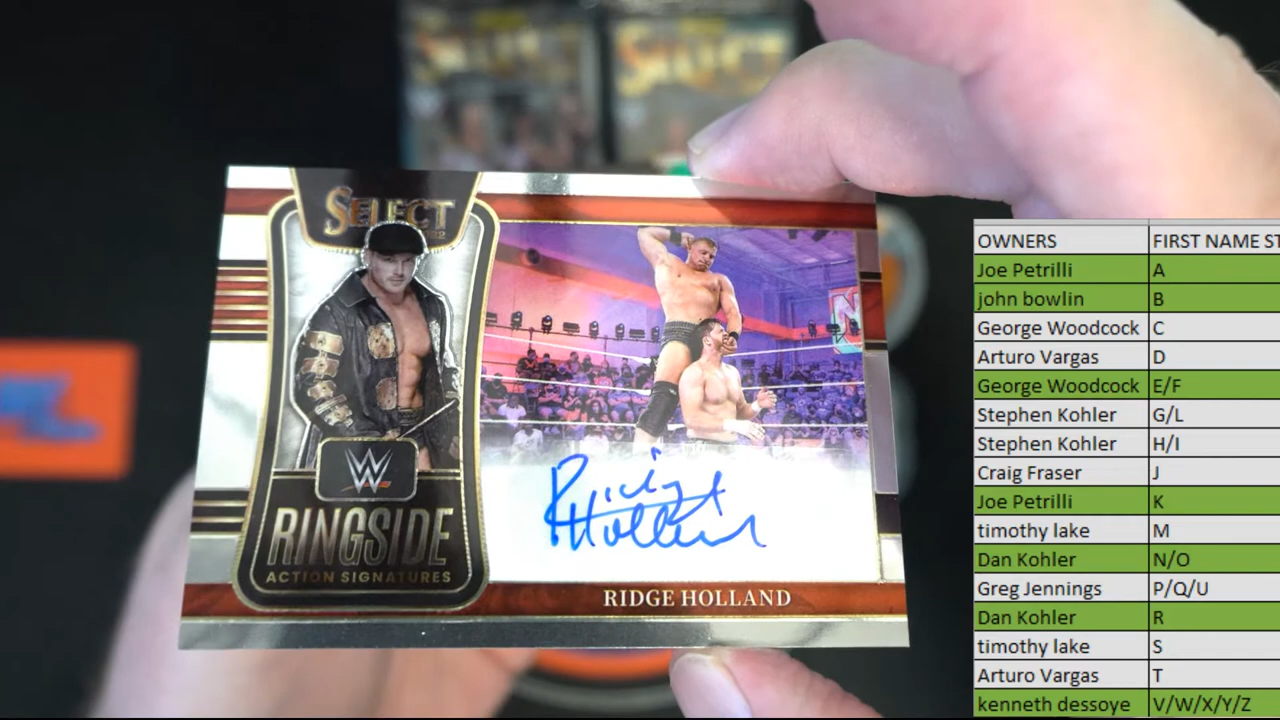 SELECT
W
RINGSIDE
ACTION SIGNATURES
Ridge
Holland
RIDGE HOLLAND
OWNERS FIRST NAME ST
Joe Petrilli A
john bowlin B
George Woodcock C
Arturo Vargas D
George Woodcock E/F
Stephen Kohler G/L
Stephen Kohler H/I
Craig Fraser J
Joe Petrilli K
timothy lake M
Dan Kohler N/O
Greg Jennings P/Q/U
Dan Kohler R
timothy lake S
Arturo Vargas T
kenneth dessoye V/W/X/Y/Z